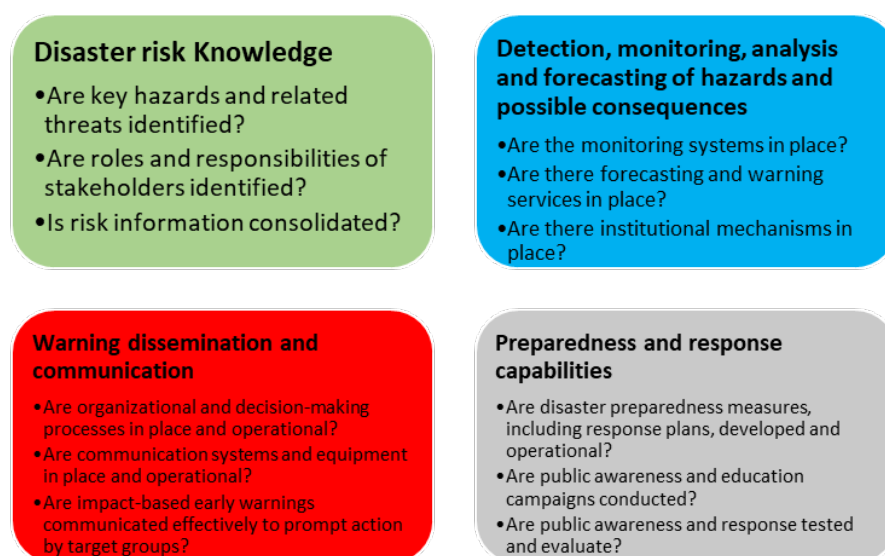 Disaster risk Knowledge
•Are key hazards and related
threats identified?
•Are roles and responsibilities of
stakeholders identified?
•Is risk information consolidated?
Detection, monitoring, analysis
and forecasting of hazards and
possible consequences
•Are the monitoring systems in place?
•Are there forecasting and warning
services in place?
•Are there institutional mechanisms in
place?
Warning dissemination and
communication
•Are organizational and decision-making
processes in place and operational?
•Are communication systems and equipment
in place and operational?
•Are impact-based early warnings
communicated effectively to prompt action
by target groups?
Preparedness and response
capabilities
•Are disaster preparedness measures,
including response plans, developed and
operational?
•Are public awareness and education
campaigns conducted?
•Are public awareness and response tested
and evaluate?